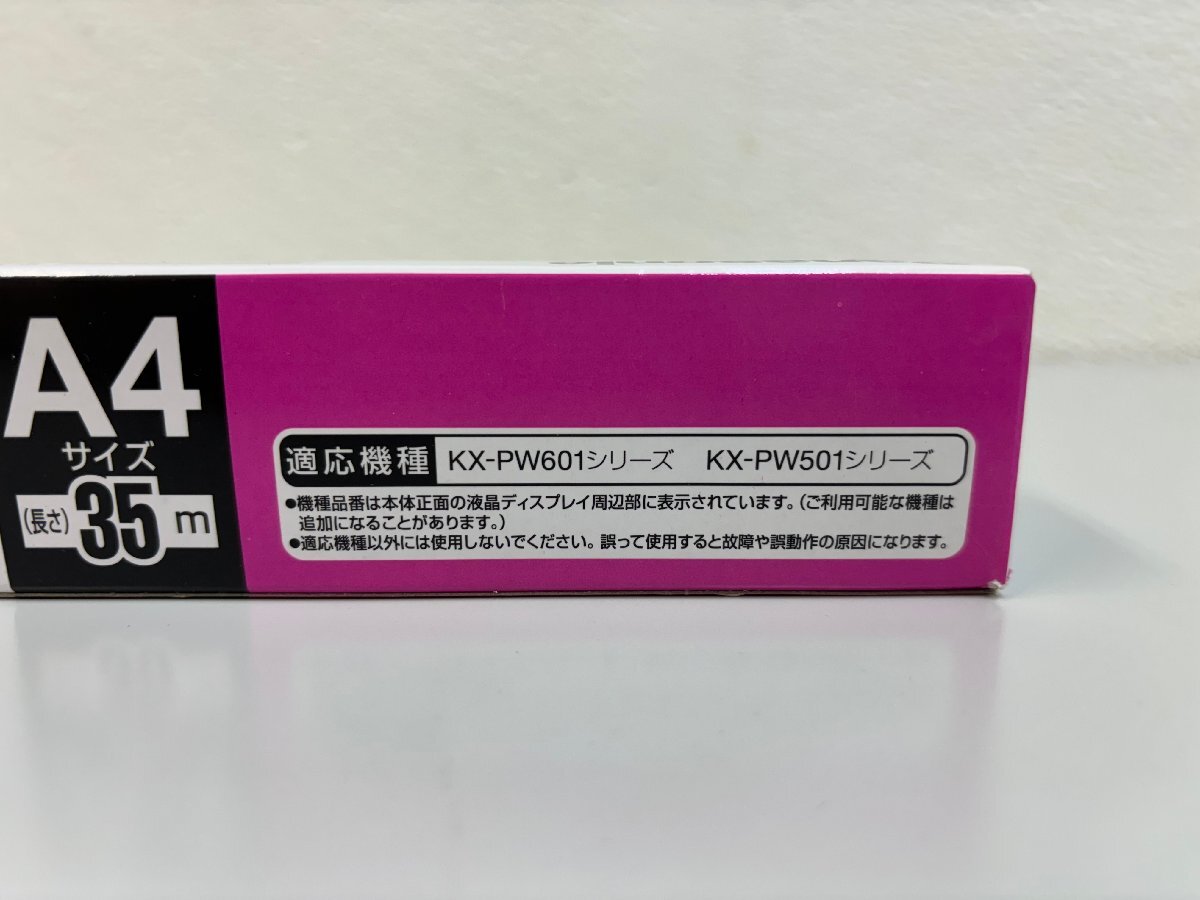 A4
サイズ
(長さ) 35 m
適応機種 KX-PW601シリーズ KX-PW501シリーズ
●機種品番は本体正面の液晶ディスプレイ周辺部に表示されています。(ご利用可能な機種は
追加になることがあります。)
●適応機種以外には使用しないでください。誤って使用すると故障や誤動作の原因になります。